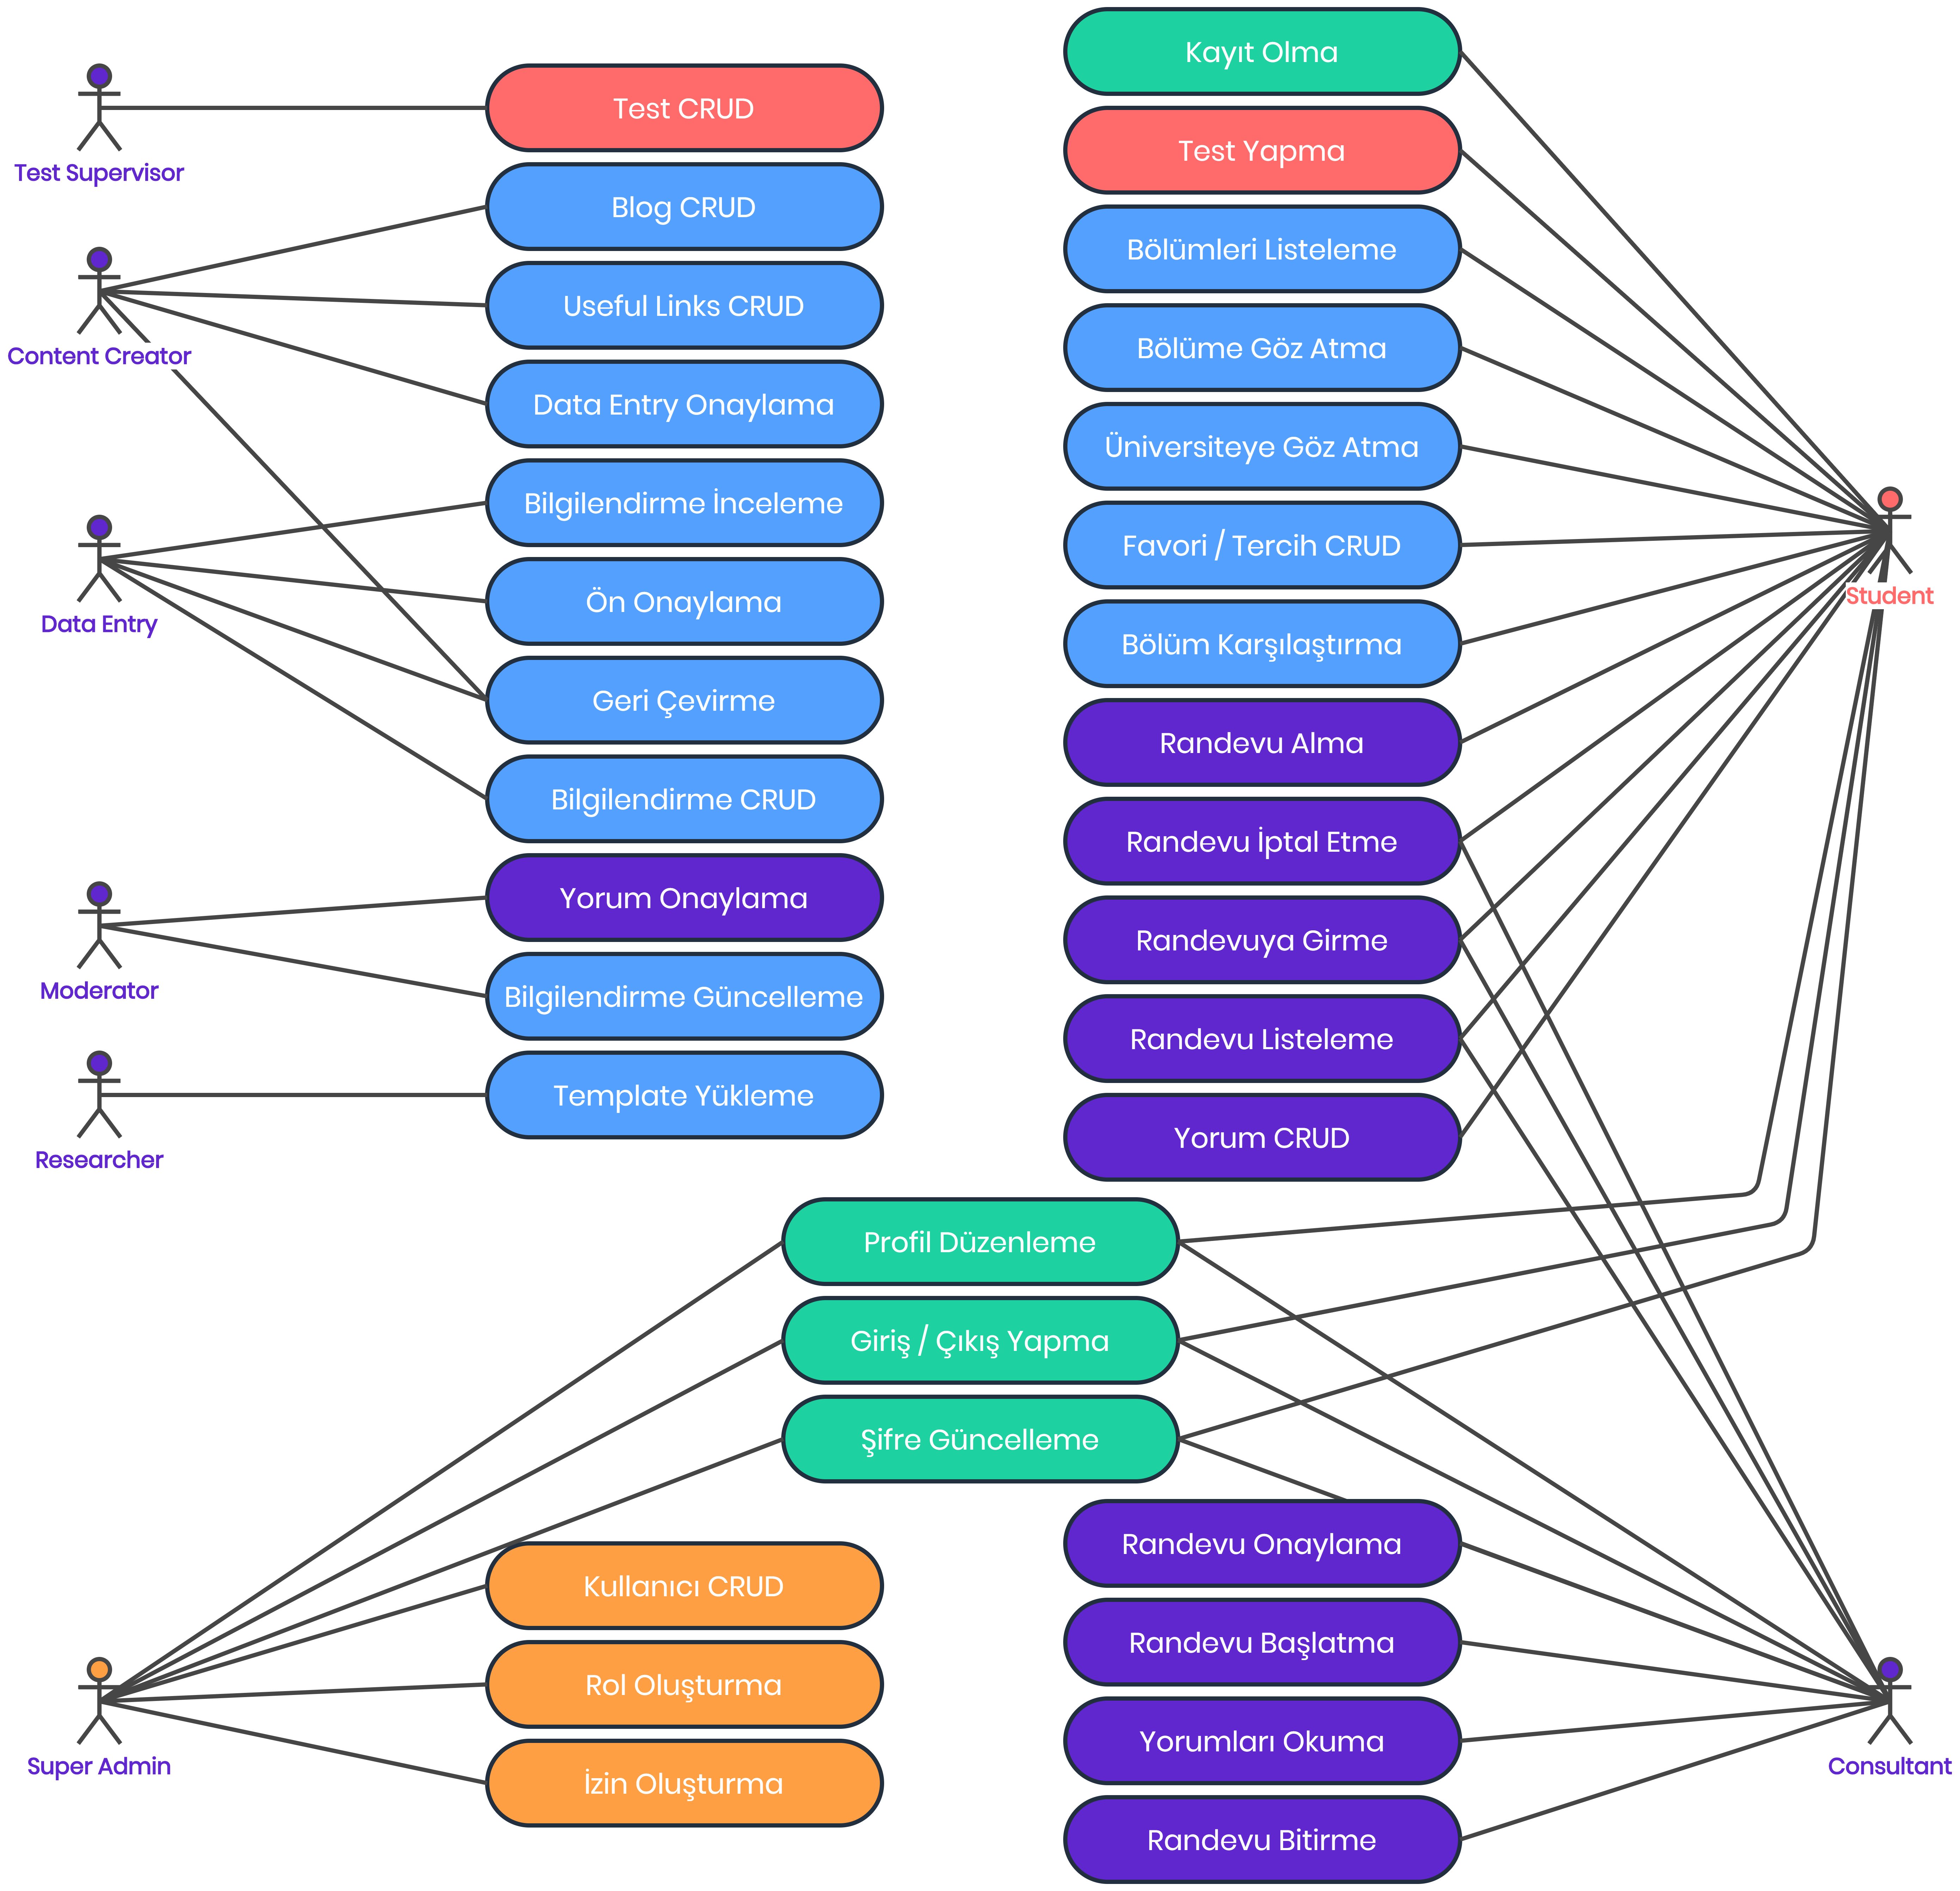 Test Supervisor
Content Creator
Data Entry
Moderator
Researcher
Test CRUD
Blog CRUD
Useful Links CRUD
Data Entry Onaylama
Bilgilendirme İnceleme
Ön Onaylama
Geri Çevirme
Bilgilendirme CRUD
Yorum Onaylama
Bilgilendirme Güncelleme
Template Yükleme
Kayıt Olma
Test Yapma
Bölümleri Listeleme
Bölüme Göz Atma
Üniversiteye Göz Atma
Favori / Tercih CRUD
Bölüm Karşılaştırma
Randevu Alma
Randevu İptal Etme
Randevuya Girme
Randevu Listeleme
Yorum CRUD
Student
Profil Düzenleme
Giriş / Çıkış Yapma
Şifre Güncelleme
Super Admin
Kullanıcı CRUD
Rol Oluşturma
İzin Oluşturma
Randevu Onaylama
Randevu Başlatma
Yorumları Okuma
Randevu Bitirme
Consultant